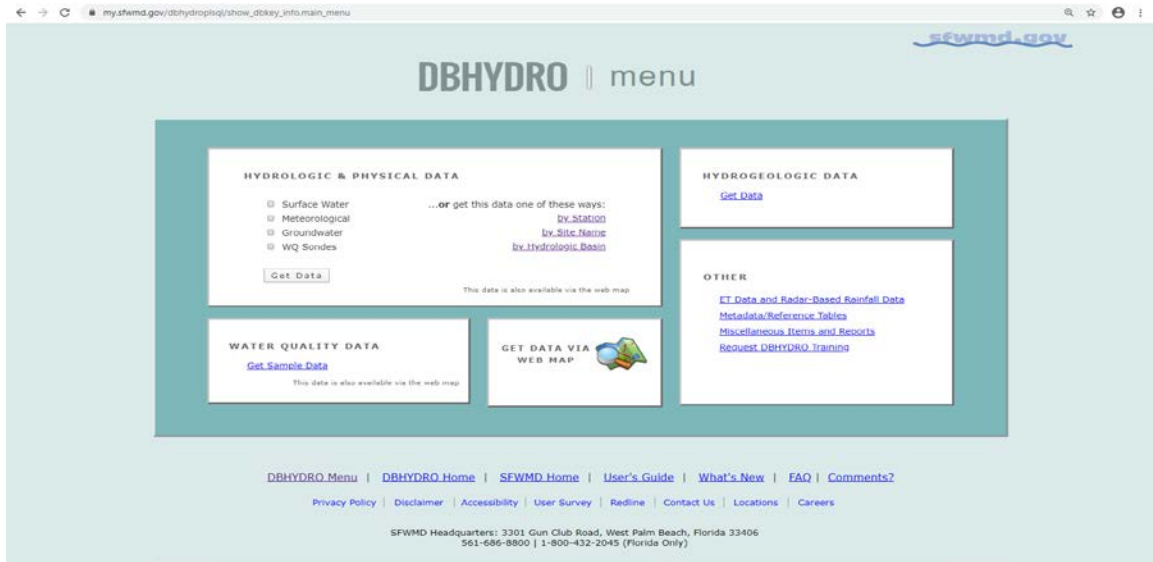 my.sfwmd.gov/dbhydroplsql/show_dbkey_info.main_menu
sfwmd.gov
DBHYDRO | menu
HYDROLOGIC & PHYSICAL DATA
Surface Water
Meteorological
Groundwater
WQ Sondes
Get Data
...or get this data one of these ways:
by Station
by Site Name
by Hydrologic Basin
This data is also available via the web map
HYDROGEOLOGIC DATA
Get Data
WATER QUALITY DATA
Get Sample Data
This data is also available via the web map
GET DATA VIA
WEB MAP
OTHER
ET Data and Radar-Based Rainfall Data
Metadata/Reference Tables
Miscellaneous Items and Reports
Request DBHYDRO Training
DBHYDRO Menu | DBHYDRO Home | SFWMD Home | User's Guide | What's New | FAQ | Comments?
Privacy Policy | Disclaimer | Accessibility | User Survey | Redline | Contact Us | Locations | Careers
SFWMD Headquarters: 3301 Gun Club Road, West Palm Beach, Florida 33406
561-686-8800 | 1-800-432-2045 (Florida Only)